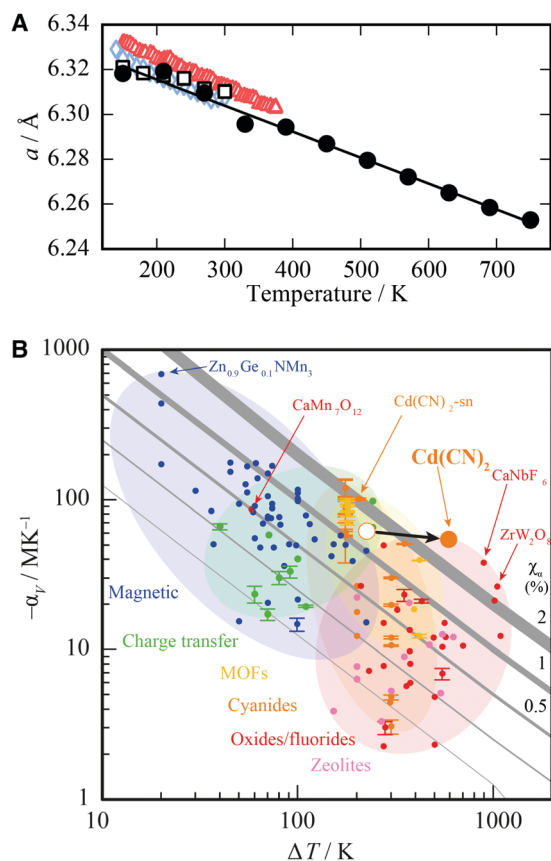 A
6.34
6.32
6.30
6.28
6.26
6.24
a / Å
200 300 400 500 600 700
Temperature / K
B
1000
100
10
1
−αV / MK−1
Zn0.9Ge0.1NMn3
CaMn7O12
Cd(CN)2-sn
Cd(CN)2
CaNbF6
ZrW2O8
χα
(%)
2
1
0.5
Magnetic
Charge transfer
MOFs
Cyanides
Oxides/fluorides
Zeolites
10 100 1000
ΔT / K